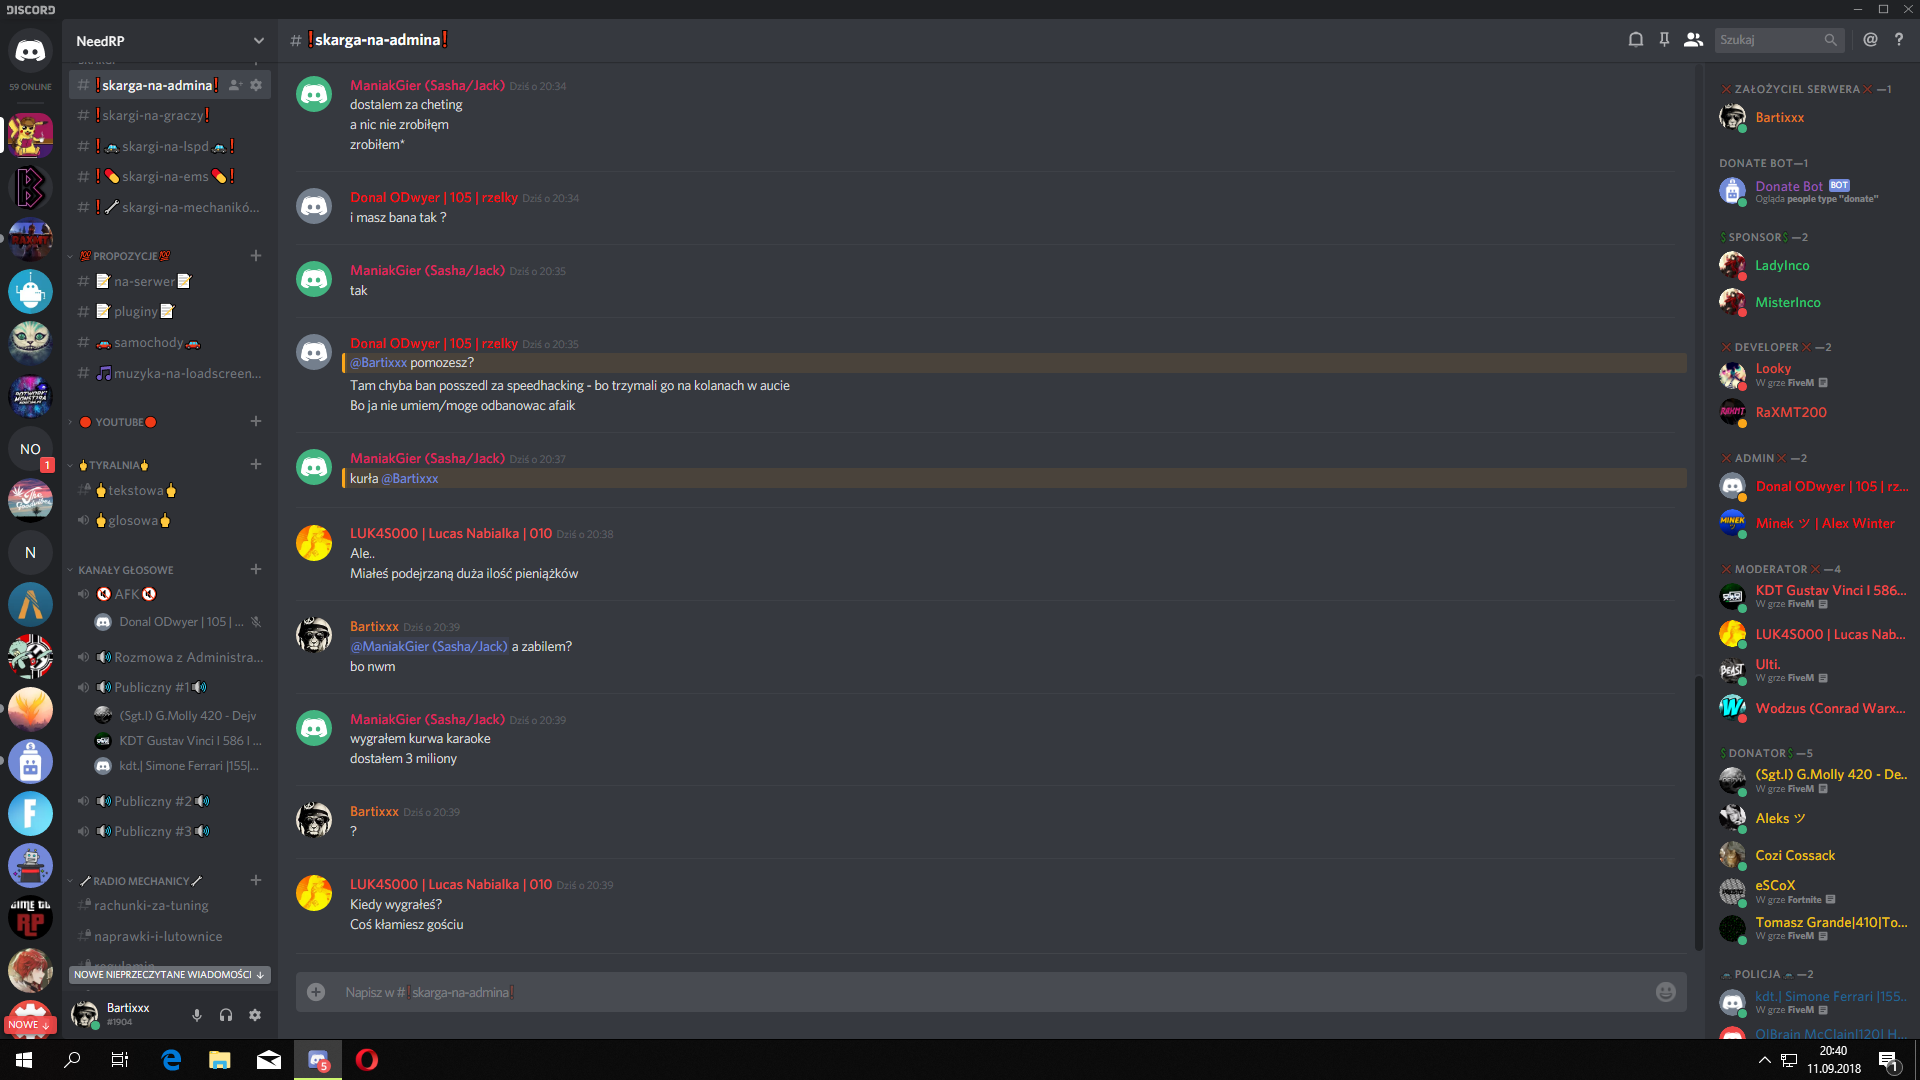 DISCORD
59 ONLINE
NO
1
N
GIME TU
RP
NOWE ↓
NeedRP
# ❗skarga-na-admina❗
# ❗skargi-na-graczy❗
# ❗🚓skargi-na-lspd🚓❗
# ❗💊skargi-na-ems💊❗
# ❗🔧skargi-na-mechanikó...
💯PROPOZYCJE💯
# 📝na-serwer📝
# 📝pluginy📝
# 🚗samochody🚗
# 🎵muzyka-na-loadscreen...
🔴YOUTUBE🔴
🖕TYRALNIA🖕
🖕tekstowa🖕
🖕glosowa🖕
KANAŁY GŁOSOWE
🔇AFK🔇
Donal ODwyer | 105 | ...
🔊Rozmowa z Administra...
🔊Publiczny #1🔊
(Sgt.I) G.Molly 420 - Dejv
KDT Gustav Vinci I 586 I ...
kdt.| Simone Ferrari |155|...
🔊Publiczny #2🔊
🔊Publiczny #3🔊
🔧RADIO MECHANICY🔧
rachunki-za-tuning
naprawki-i-lutownice
NOWE NIEPRZECZYTANE WIADOMOŚCI ↓
Bartixxx
#1904
# ❗skarga-na-admina❗
Szukaj
ManiakGier (Sasha/Jack) Dziś o 20:34
dostalem za cheting
a nic nie zrobiłęm
zrobiłem*
Donal ODwyer | 105 | rzelky Dziś o 20:34
i masz bana tak ?
ManiakGier (Sasha/Jack) Dziś o 20:35
tak
Donal ODwyer | 105 | rzelky Dziś o 20:35
@Bartixxx pomozesz?
Tam chyba ban posszedl za speedhacking - bo trzymali go na kolanach w aucie
Bo ja nie umiem/moge odbanowac afaik
ManiakGier (Sasha/Jack) Dziś o 20:37
kurła @Bartixxx
LUK4S000 | Lucas Nabialka | 010 Dziś o 20:38
Ale..
Miałeś podejrzaną duża ilość pieniążków
Bartixxx Dziś o 20:39
@ManiakGier (Sasha/Jack) a zabilem?
bo nwm
ManiakGier (Sasha/Jack) Dziś o 20:39
wygrałem kurwa karaoke
dostałem 3 miliony
Bartixxx Dziś o 20:39
?
LUK4S000 | Lucas Nabialka | 010 Dziś o 20:39
Kiedy wygrałeś?
Coś kłamiesz gościu
Napisz w #❗skarga-na-admina❗
❌ZAŁOŻYCIEL SERWERA❌—1
Bartixxx
DONATE BOT—1
Donate Bot BOT
Ogląda people type "donate"
💲SPONSOR💲—2
LadyInco
MisterInco
❌DEVELOPER❌—2
Looky
W grze FiveM
RaXMT200
❌ADMIN❌—2
Donal ODwyer | 105 | rz...
Minek ツ | Alex Winter
❌MODERATOR❌—4
KDT Gustav Vinci I 586...
W grze FiveM
LUK4S000 | Lucas Nab...
Ulti.
W grze FiveM
Wodzus (Conrad Warx...
💲DONATOR💲—5
(Sgt.I) G.Molly 420 - De..
W grze FiveM
Aleks ツ
Cozi Cossack
eSCoX
W grze Fortnite
Tomasz Grande|410|To...
W grze FiveM
🚓POLICJA🚓—2
kdt.| Simone Ferrari |155..
W grze FiveM
O|Brain McClain|120| H...
5
20:40
11.09.2018
1